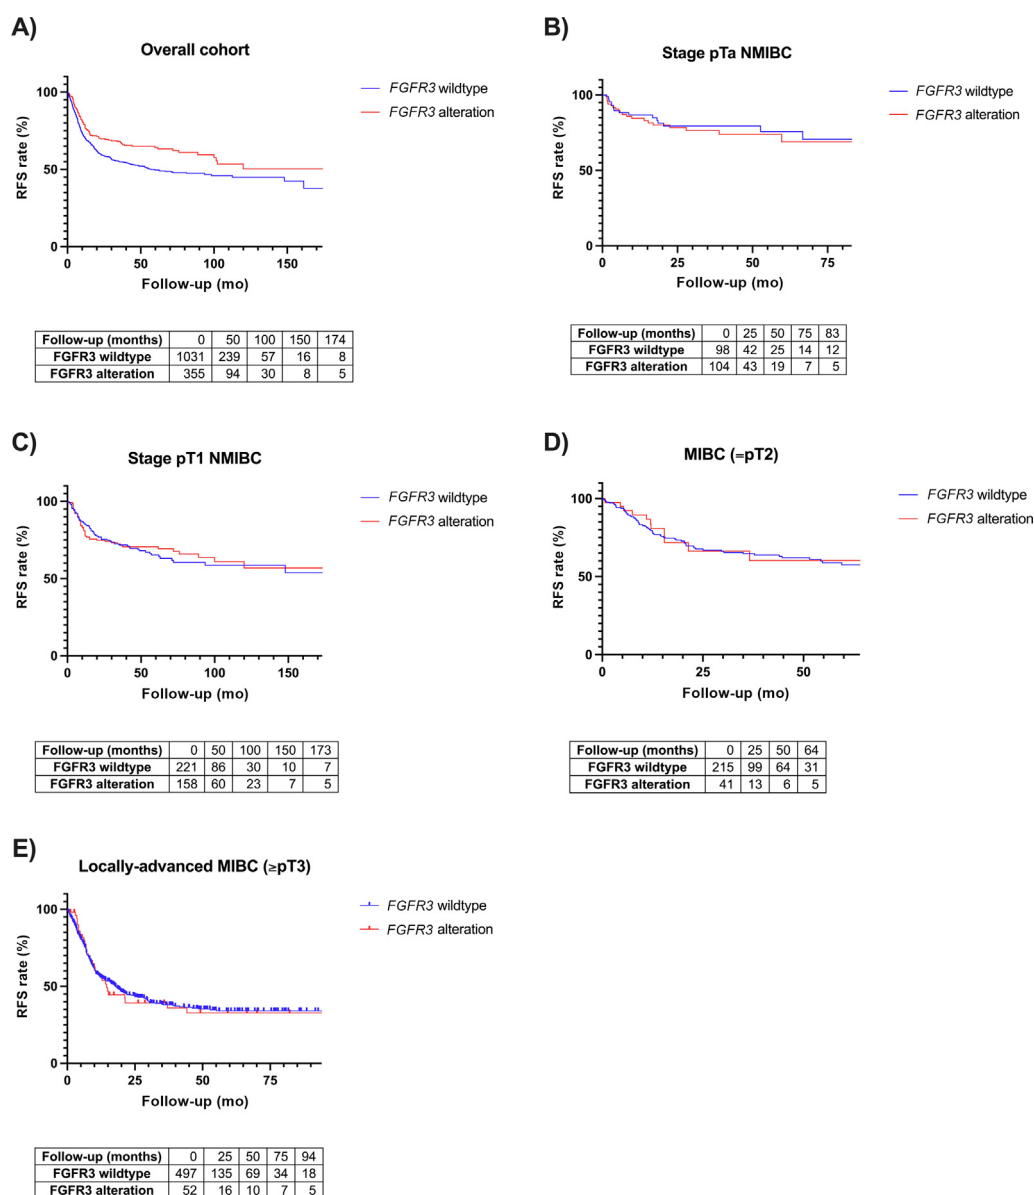 A)
Overall cohort
FGFR3 wildtype
FGFR3 alteration
RFS rate (%)
100
50
0
0 50 100 150
Follow-up (mo)
Follow-up (months) 0 50 100 150 174
FGFR3 wildtype 1031 239 57 16 8
FGFR3 alteration 355 94 30 8 5
B)
Stage pTa NMIBC
FGFR3 wildtype
FGFR3 alteration
RFS rate (%)
100
50
0
0 25 50 75
Follow-up (mo)
Follow-up (months) 0 25 50 75 83
FGFR3 wildtype 98 42 25 14 12
FGFR3 alteration 104 43 19 7 5
C)
Stage pT1 NMIBC
FGFR3 wildtype
FGFR3 alteration
RFS rate (%)
100
50
0
0 50 100 150
Follow-up (mo)
Follow-up (months) 0 50 100 150 173
FGFR3 wildtype 221 86 30 10 7
FGFR3 alteration 158 60 23 7 5
D)
MIBC (=pT2)
FGFR3 wildtype
FGFR3 alteration
RFS rate (%)
100
50
0
0 25 50
Follow-up (mo)
Follow-up (months) 0 25 50 64
FGFR3 wildtype 215 99 64 31
FGFR3 alteration 41 13 6 5
E)
Locally-advanced MIBC (≥pT3)
FGFR3 wildtype
FGFR3 alteration
RFS rate (%)
100
50
0
0 25 50 75
Follow-up (mo)
Follow-up (months) 0 25 50 75 94
FGFR3 wildtype 497 135 69 34 18
FGFR3 alteration 52 16 10 7 5